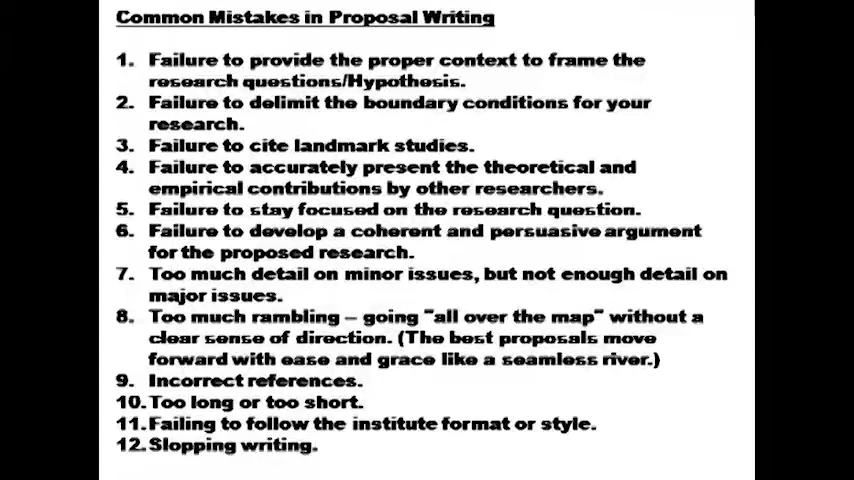 Common Mistakes in Proposal Writing
1. Failure to provide the proper context to frame the
research questions/Hypothesis.
2. Failure to delimit the boundary conditions for your
research.
3. Failure to cite landmark studies.
4. Failure to accurately present the theoretical and
empirical contributions by other researchers.
5. Failure to stay focused on the research question.
6. Failure to develop a coherent and persuasive argument
for the proposed research.
7. Too much detail on minor issues, but not enough detail on
major issues.
8. Too much rambling – going "all over the map" without a
clear sense of direction. (The best proposals move
forward with ease and grace like a seamless river.)
9. Incorrect references.
10. Too long or too short.
11. Failing to follow the institute format or style.
12. Slopping writing.